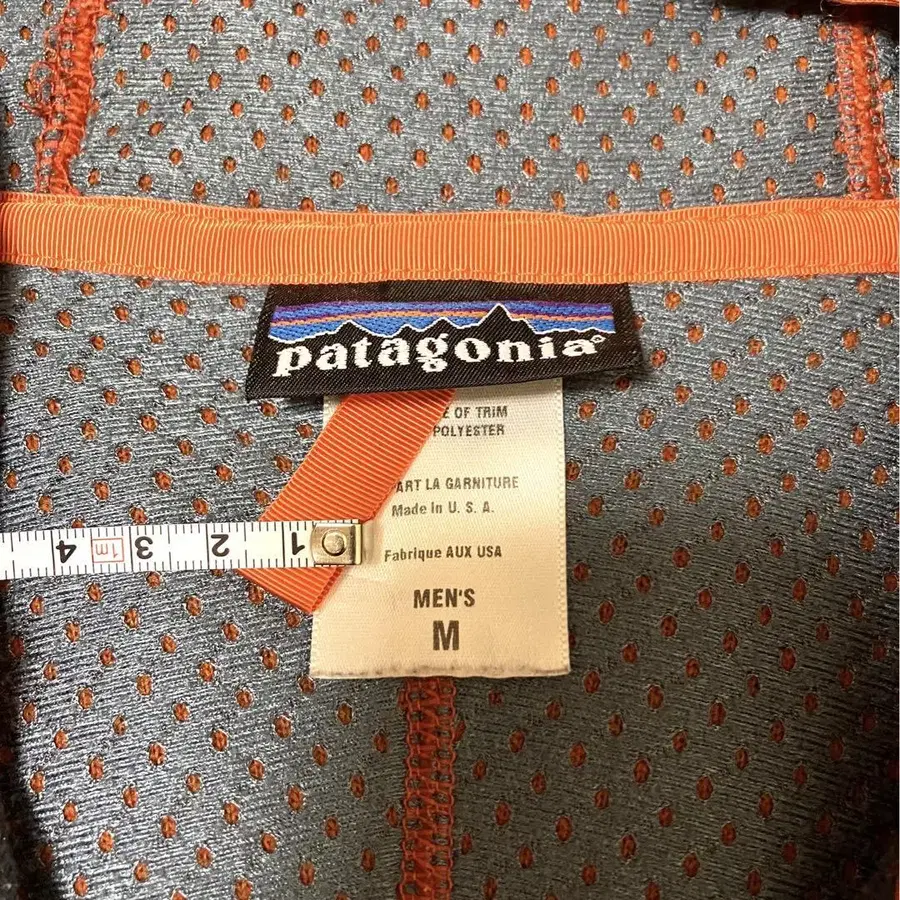 patagonia®
OF TRIM
POLYESTER
ART LA GARNITURE
Made in U. S. A.
Fabrique AUX USA
MEN'S
M
4 1m 3 2 1